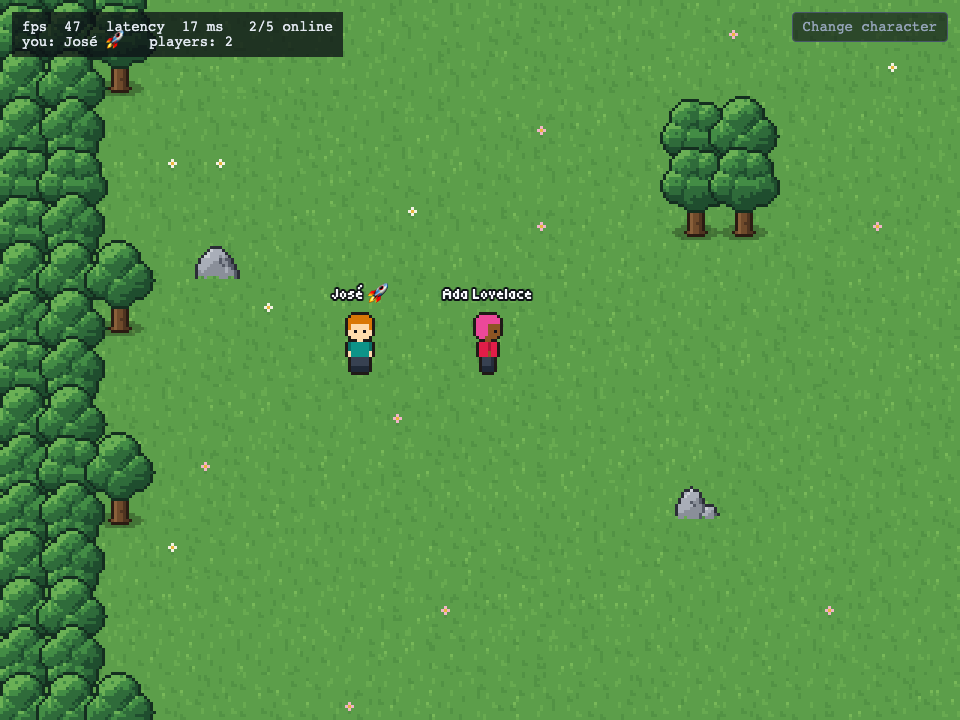 fps 47 latency 17 ms 2/5 online
you: José 🚀 players: 2
Change character
José 🚀
Ada Lovelace